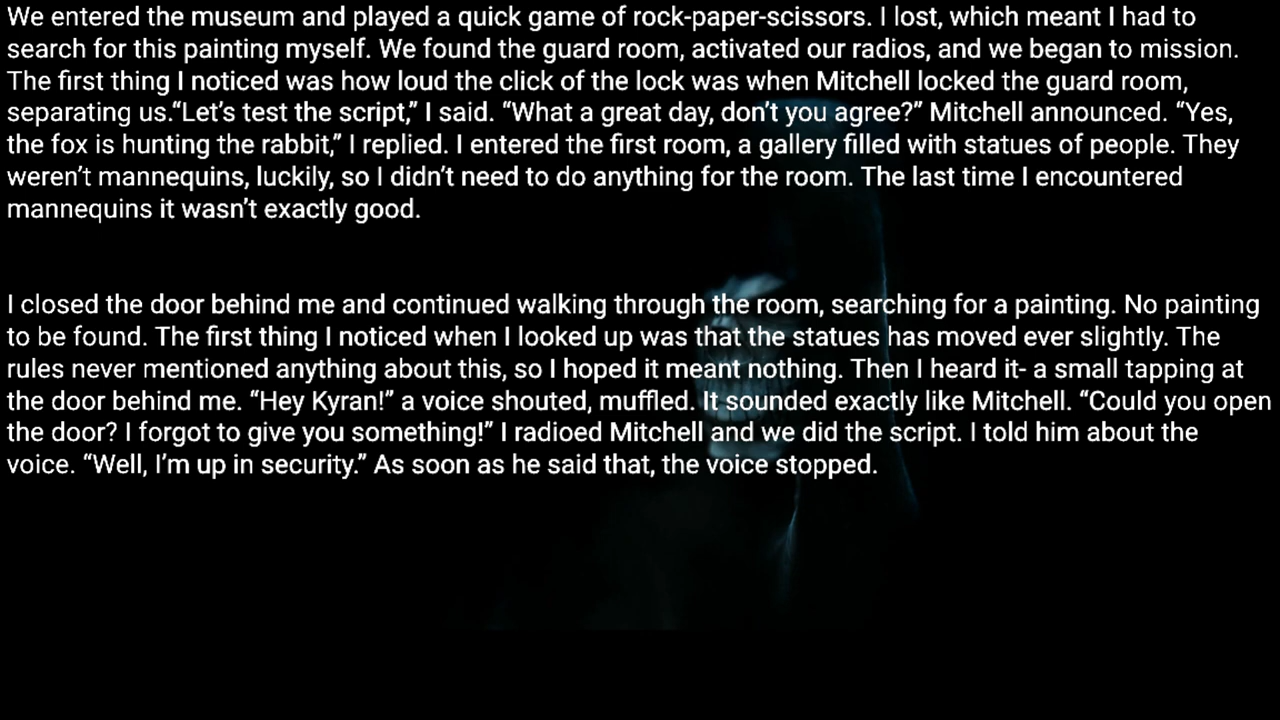 We entered the museum and played a quick game of rock-paper-scissors. I lost, which meant I had to
search for this painting myself. We found the guard room, activated our radios, and we began to mission.
The first thing I noticed was how loud the click of the lock was when Mitchell locked the guard room,
separating us.“Let’s test the script,” I said. “What a great day, don’t you agree?” Mitchell announced. “Yes,
the fox is hunting the rabbit,” I replied. I entered the first room, a gallery filled with statues of people. They
weren’t mannequins, luckily, so I didn’t need to do anything for the room. The last time I encountered
mannequins it wasn’t exactly good.
I closed the door behind me and continued walking through the room, searching for a painting. No painting
to be found. The first thing I noticed when I looked up was that the statues has moved ever slightly. The
rules never mentioned anything about this, so I hoped it meant nothing. Then I heard it- a small tapping at
the door behind me. “Hey Kyran!” a voice shouted, muffled. It sounded exactly like Mitchell. “Could you open
the door? I forgot to give you something!” I radioed Mitchell and we did the script. I told him about the
voice. “Well, I’m up in security.” As soon as he said that, the voice stopped.